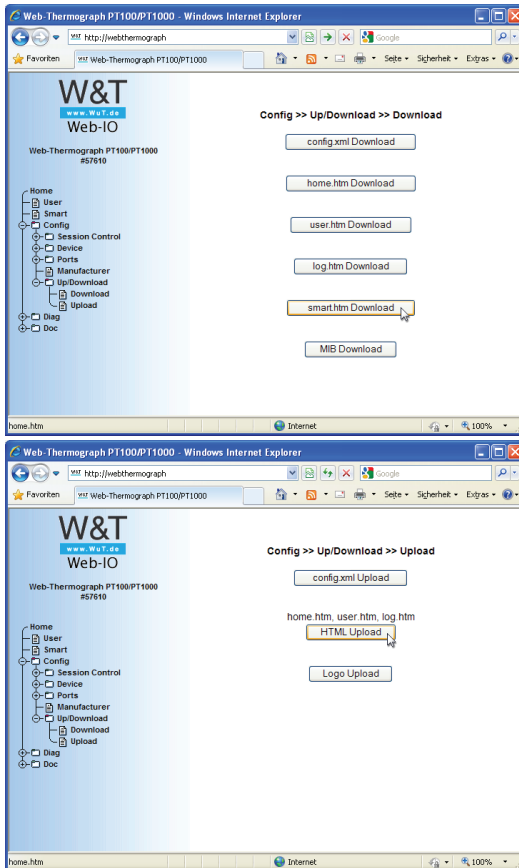 Web-Thermograph PT100/PT1000 - Windows Internet Explorer
http://webthermograph
Google
Favoriten
Web-Thermograph PT100/PT1000
Seite
Sicherheit
Extras
W&T
www.WuT.de
Web-IO
Web-Thermograph PT100/PT1000
#57610
Home
User
Smart
Config
Session Control
Device
Ports
Manufacturer
Up/Download
Download
Upload
Diag
Doc
Config >> Up/Download >> Download
config.xml Download
home.htm Download
user.htm Download
log.htm Download
smart.htm Download
MIB Download
home.htm
Internet
100%
Web-Thermograph PT100/PT1000 - Windows Internet Explorer
http://webthermograph
Google
Favoriten
Web-Thermograph PT100/PT1000
Seite
Sicherheit
Extras
W&T
www.WuT.de
Web-IO
Web-Thermograph PT100/PT1000
#57610
Home
User
Smart
Config
Session Control
Device
Ports
Manufacturer
Up/Download
Download
Upload
Diag
Doc
Config >> Up/Download >> Upload
config.xml Upload
home.htm, user.htm, log.htm
HTML Upload
Logo Upload
home.htm
Internet
100%